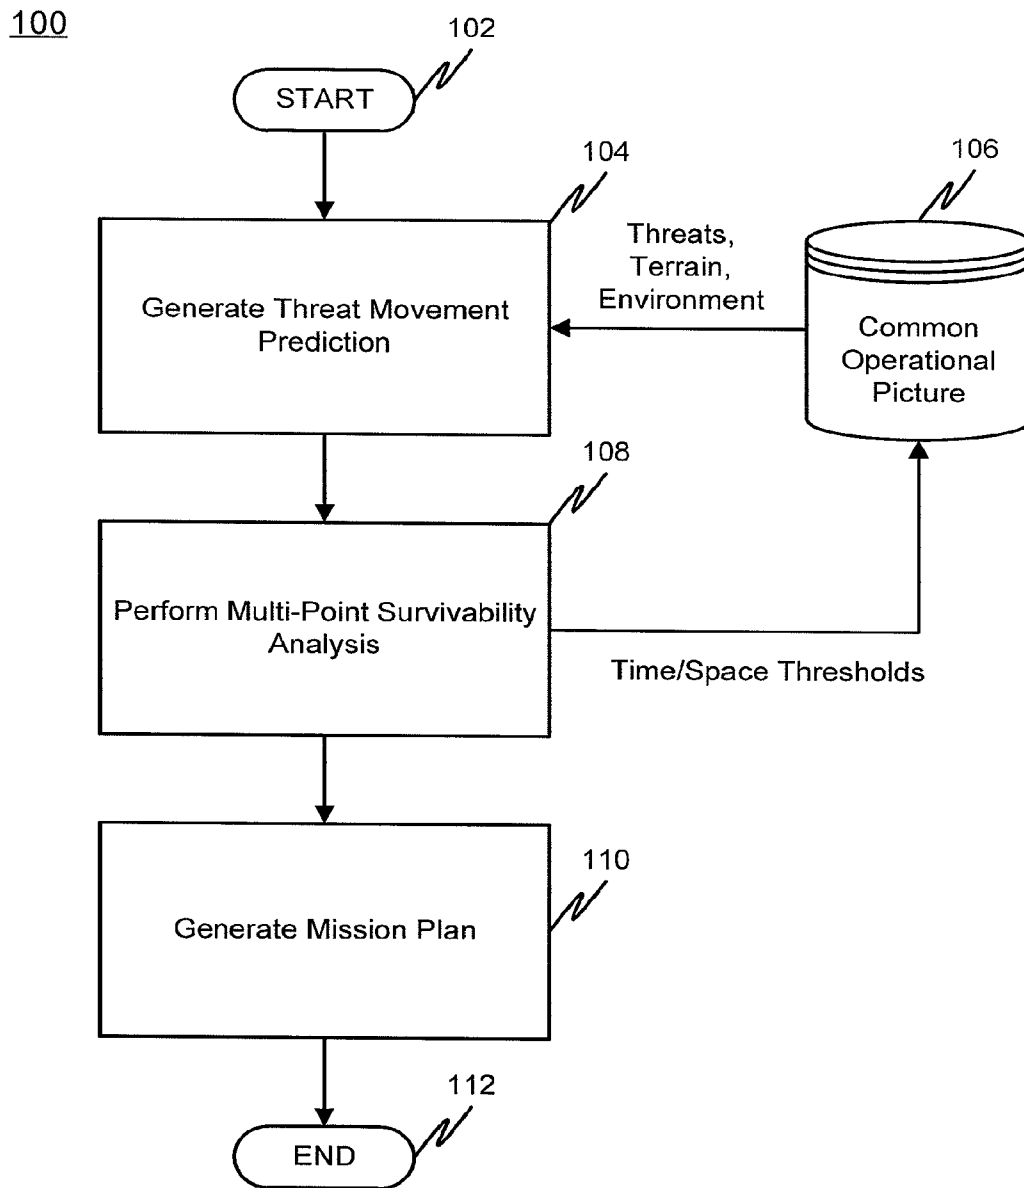 100
102
START
104
106
Threats,
Terrain,
Environment
Generate Threat Movement
Prediction
Common
Operational
Picture
108
Perform Multi-Point Survivability
Analysis
Time/Space Thresholds
110
Generate Mission Plan
112
END